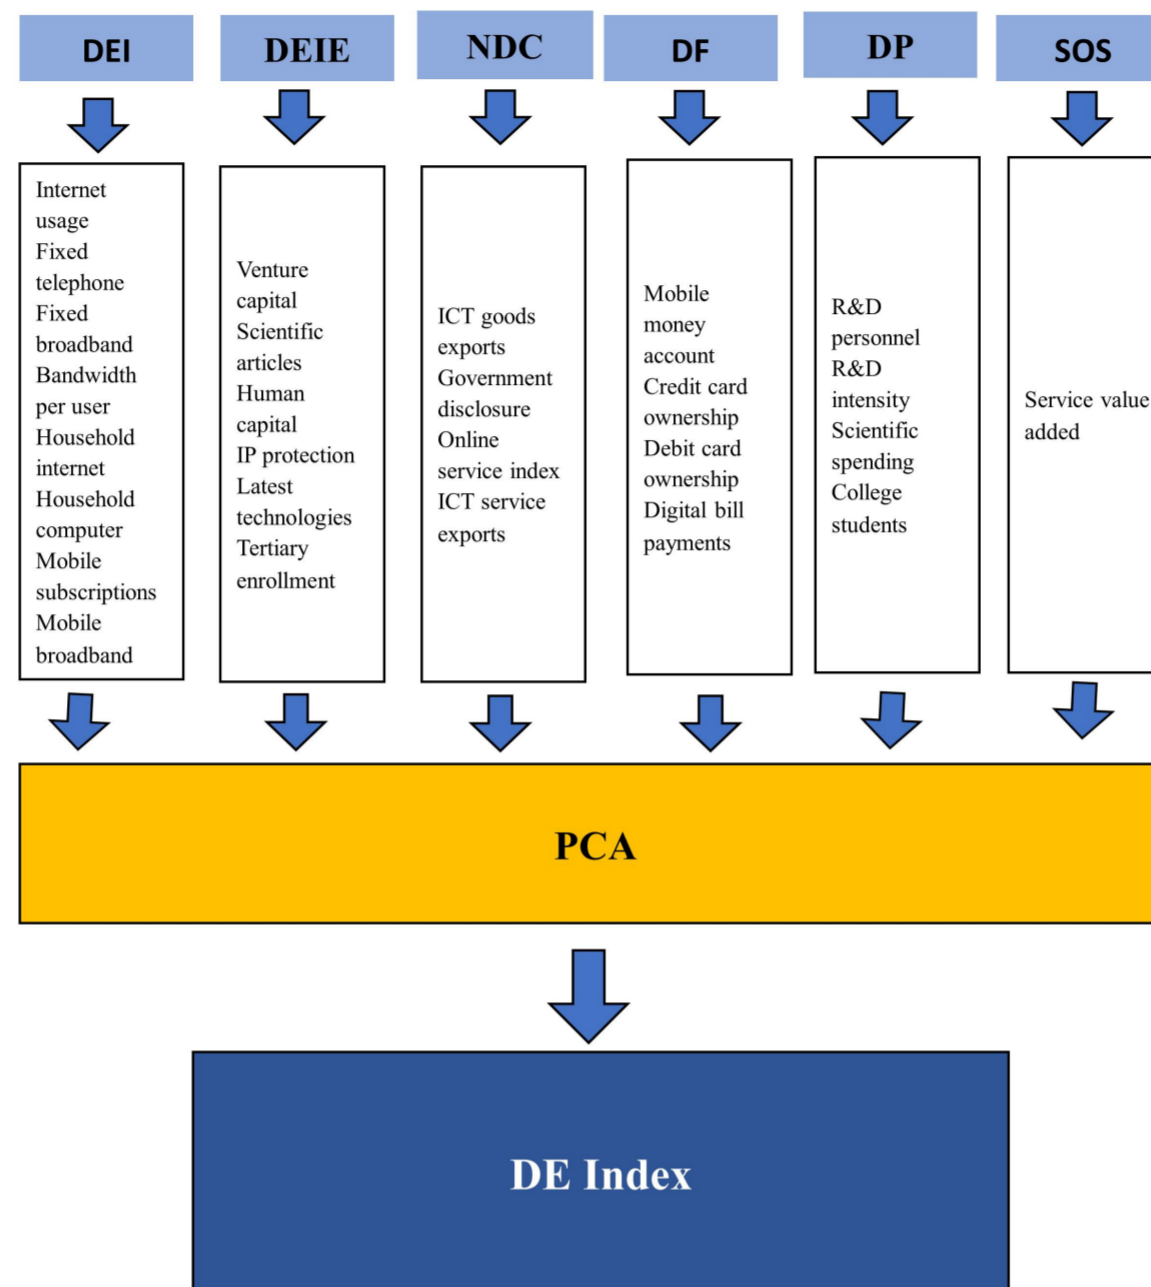 DEI
DEIE
NDC
DF
DP
SOS
Internet
usage
Fixed
telephone
Fixed
broadband
Bandwidth
per user
Household
internet
Household
computer
Mobile
subscriptions
Mobile
broadband
Venture
capital
Scientific
articles
Human
capital
IP protection
Latest
technologies
Tertiary
enrollment
ICT goods
exports
Government
disclosure
Online
service index
ICT service
exports
Mobile
money
account
Credit card
ownership
Debit card
ownership
Digital bill
payments
R&D
personnel
R&D
intensity
Scientific
spending
College
students
Service value
added
PCA
DE Index